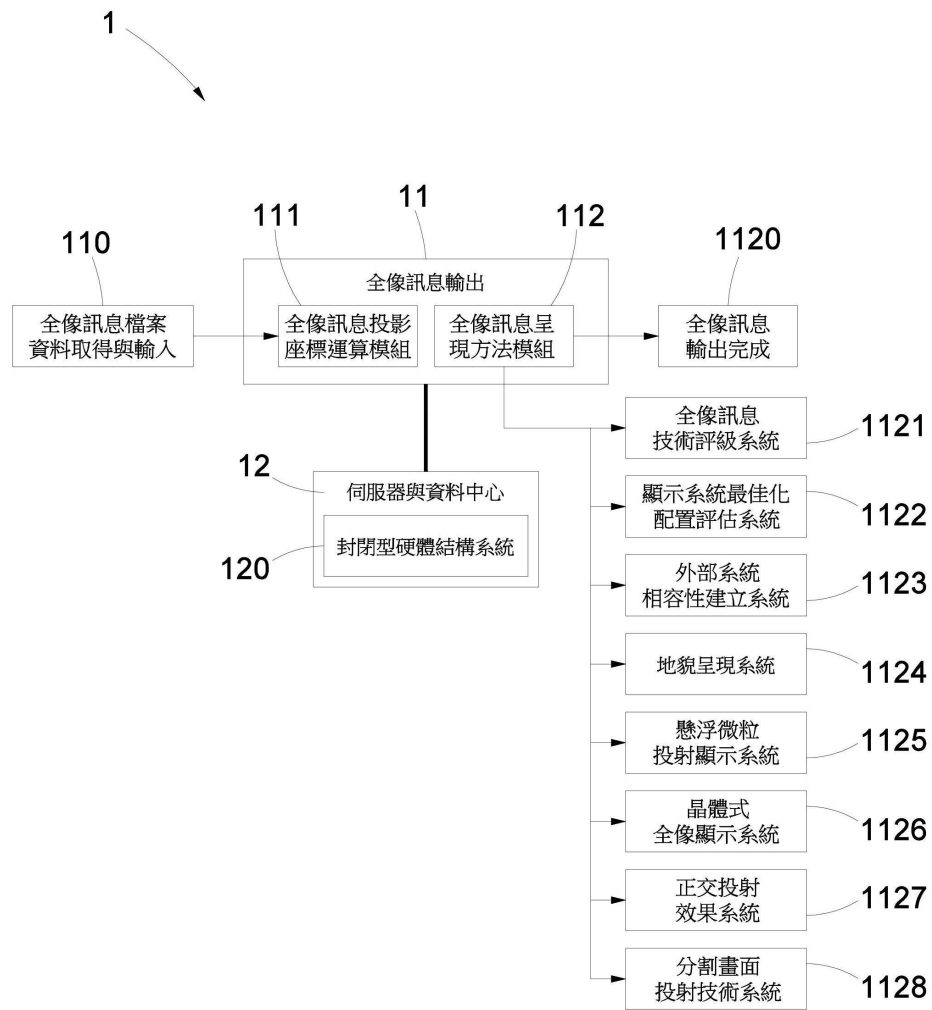 1
11
111
112
110
1120
全像訊息輸出
全像訊息檔案
資料取得與輸入
全像訊息投影
座標運算模組
全像訊息呈
現方法模組
全像訊息
輸出完成
全像訊息
技術評級系統
1121
12
伺服器與資料中心
120
封閉型硬體結構系統
顯示系統最佳化
配置評估系統
1122
外部系統
相容性建立系統
1123
地貌呈現系統
1124
懸浮微粒
投射顯示系統
1125
晶體式
全像顯示系統
1126
正交投射
效果系統
1127
分割畫面
投射技術系統
1128